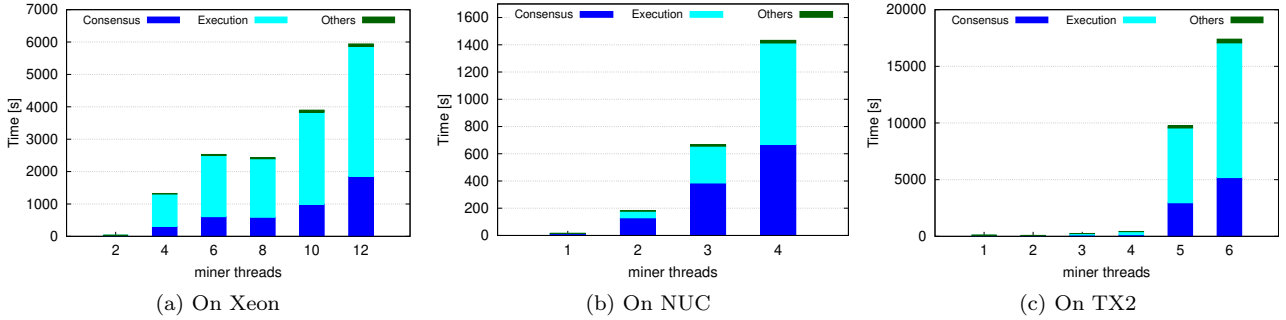 7000
6000
5000
4000
3000
2000
1000
0
Time [s]
Consensus Execution Others
2 4 6 8 10 12
miner threads
(a) On Xeon
1600
1400
1200
1000
800
600
400
200
0
Time [s]
Consensus Execution Others
1 2 3 4
miner threads
(b) On NUC
20000
15000
10000
5000
0
Time [s]
Consensus Execution Others
1 2 3 4 5 6
miner threads
(c) On TX2